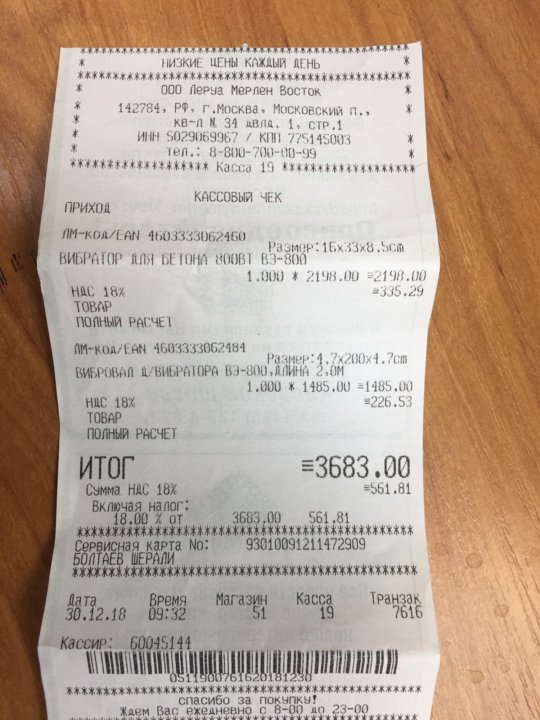 НИЗКИЕ ЦЕНЫ КАЖДЫЙ ДЕНЬ
ООО Леруа Мерлен Восток
142784, РФ, г.Москва, Московский п.,
кв-л N 34 двлд. 1, стр.1
ИНН 5029069967 / КПП 775145003
тел.: 8-800-700-00-99
Касса 19
КАССОВЫЙ ЧЕК
ПРИХОД
ЛМ-код/EAN 4603333062460
Размер:16x33x8.5cm
ВИБРАТОР ДЛЯ БЕТОНА 800ВТ ВЭ-800
1.000 * 2198.00 =2198.00
НДС 18% =335.29
ТОВАР
ПОЛНЫЙ РАСЧЕТ
ЛМ-код/EAN 4603333062484
Размер:4.7x200x4.7cm
ВИБРОВАЛ Д/ВИБРАТОРА ВЭ-800,ДЛИНА 2,0М
1.000 * 1485.00 =1485.00
НДС 18% =226.53
ТОВАР
ПОЛНЫЙ РАСЧЕТ
ИТОГ =3683.00
Сумма НДС 18% =561.81
Включая налог:
18.00 % от 3683.00 561.81
Сервисная карта No: 93010091211472909
БОЛТАЕВ ШЕРАЛИ
Дата Время Магазин Касса Транзак
30.12.18 09:32 51 19 7616
Кассир: 60045144
0511900761620181230
Спасибо за покупку!
Ждем Вас ежедневно с 8-00 до 23-00